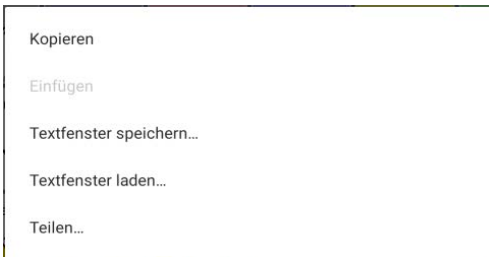 Kopieren
Einfügen
Textfenster speichern…
Textfenster laden…
Teilen…